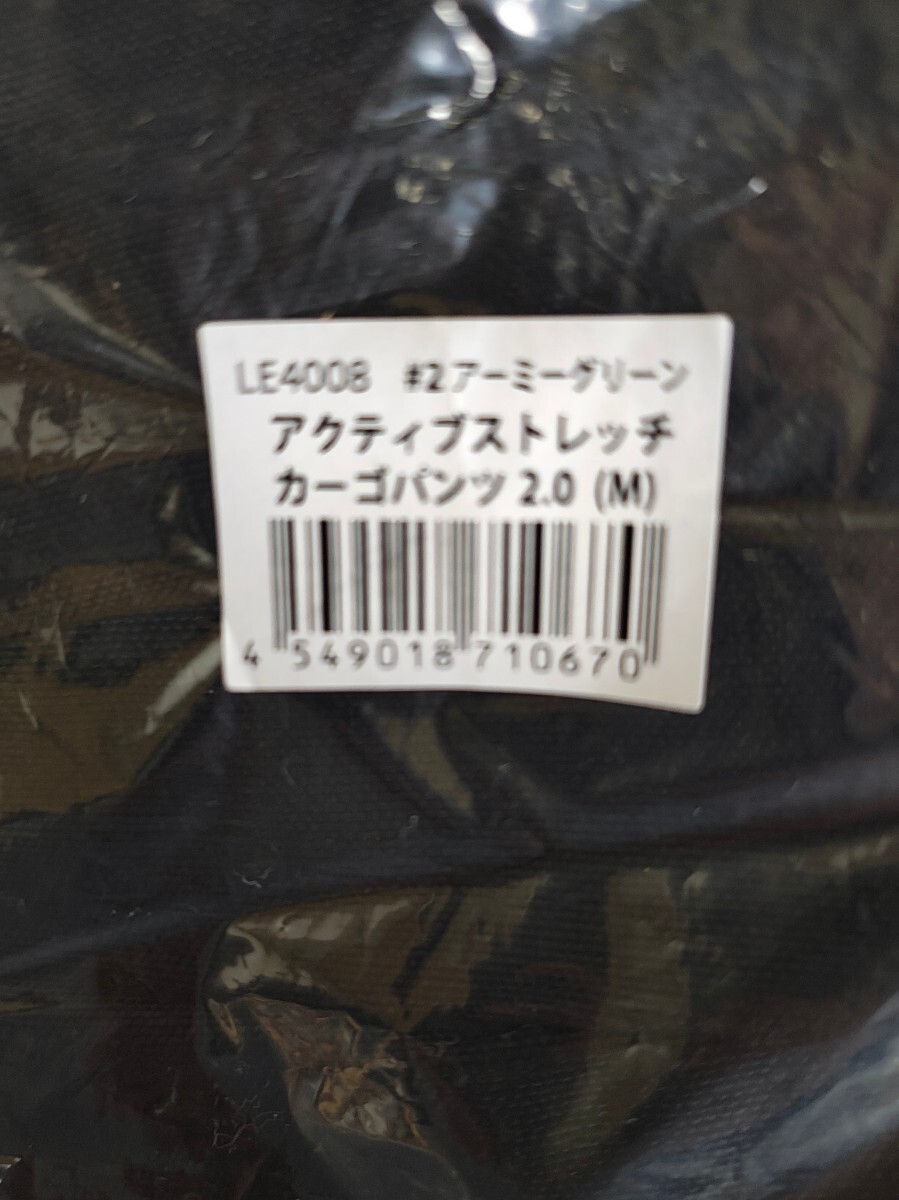 LE4008 #2アーミーグリーン
アクティブストレッチ
カーゴパンツ 2.0 (M)
4 549018 710670